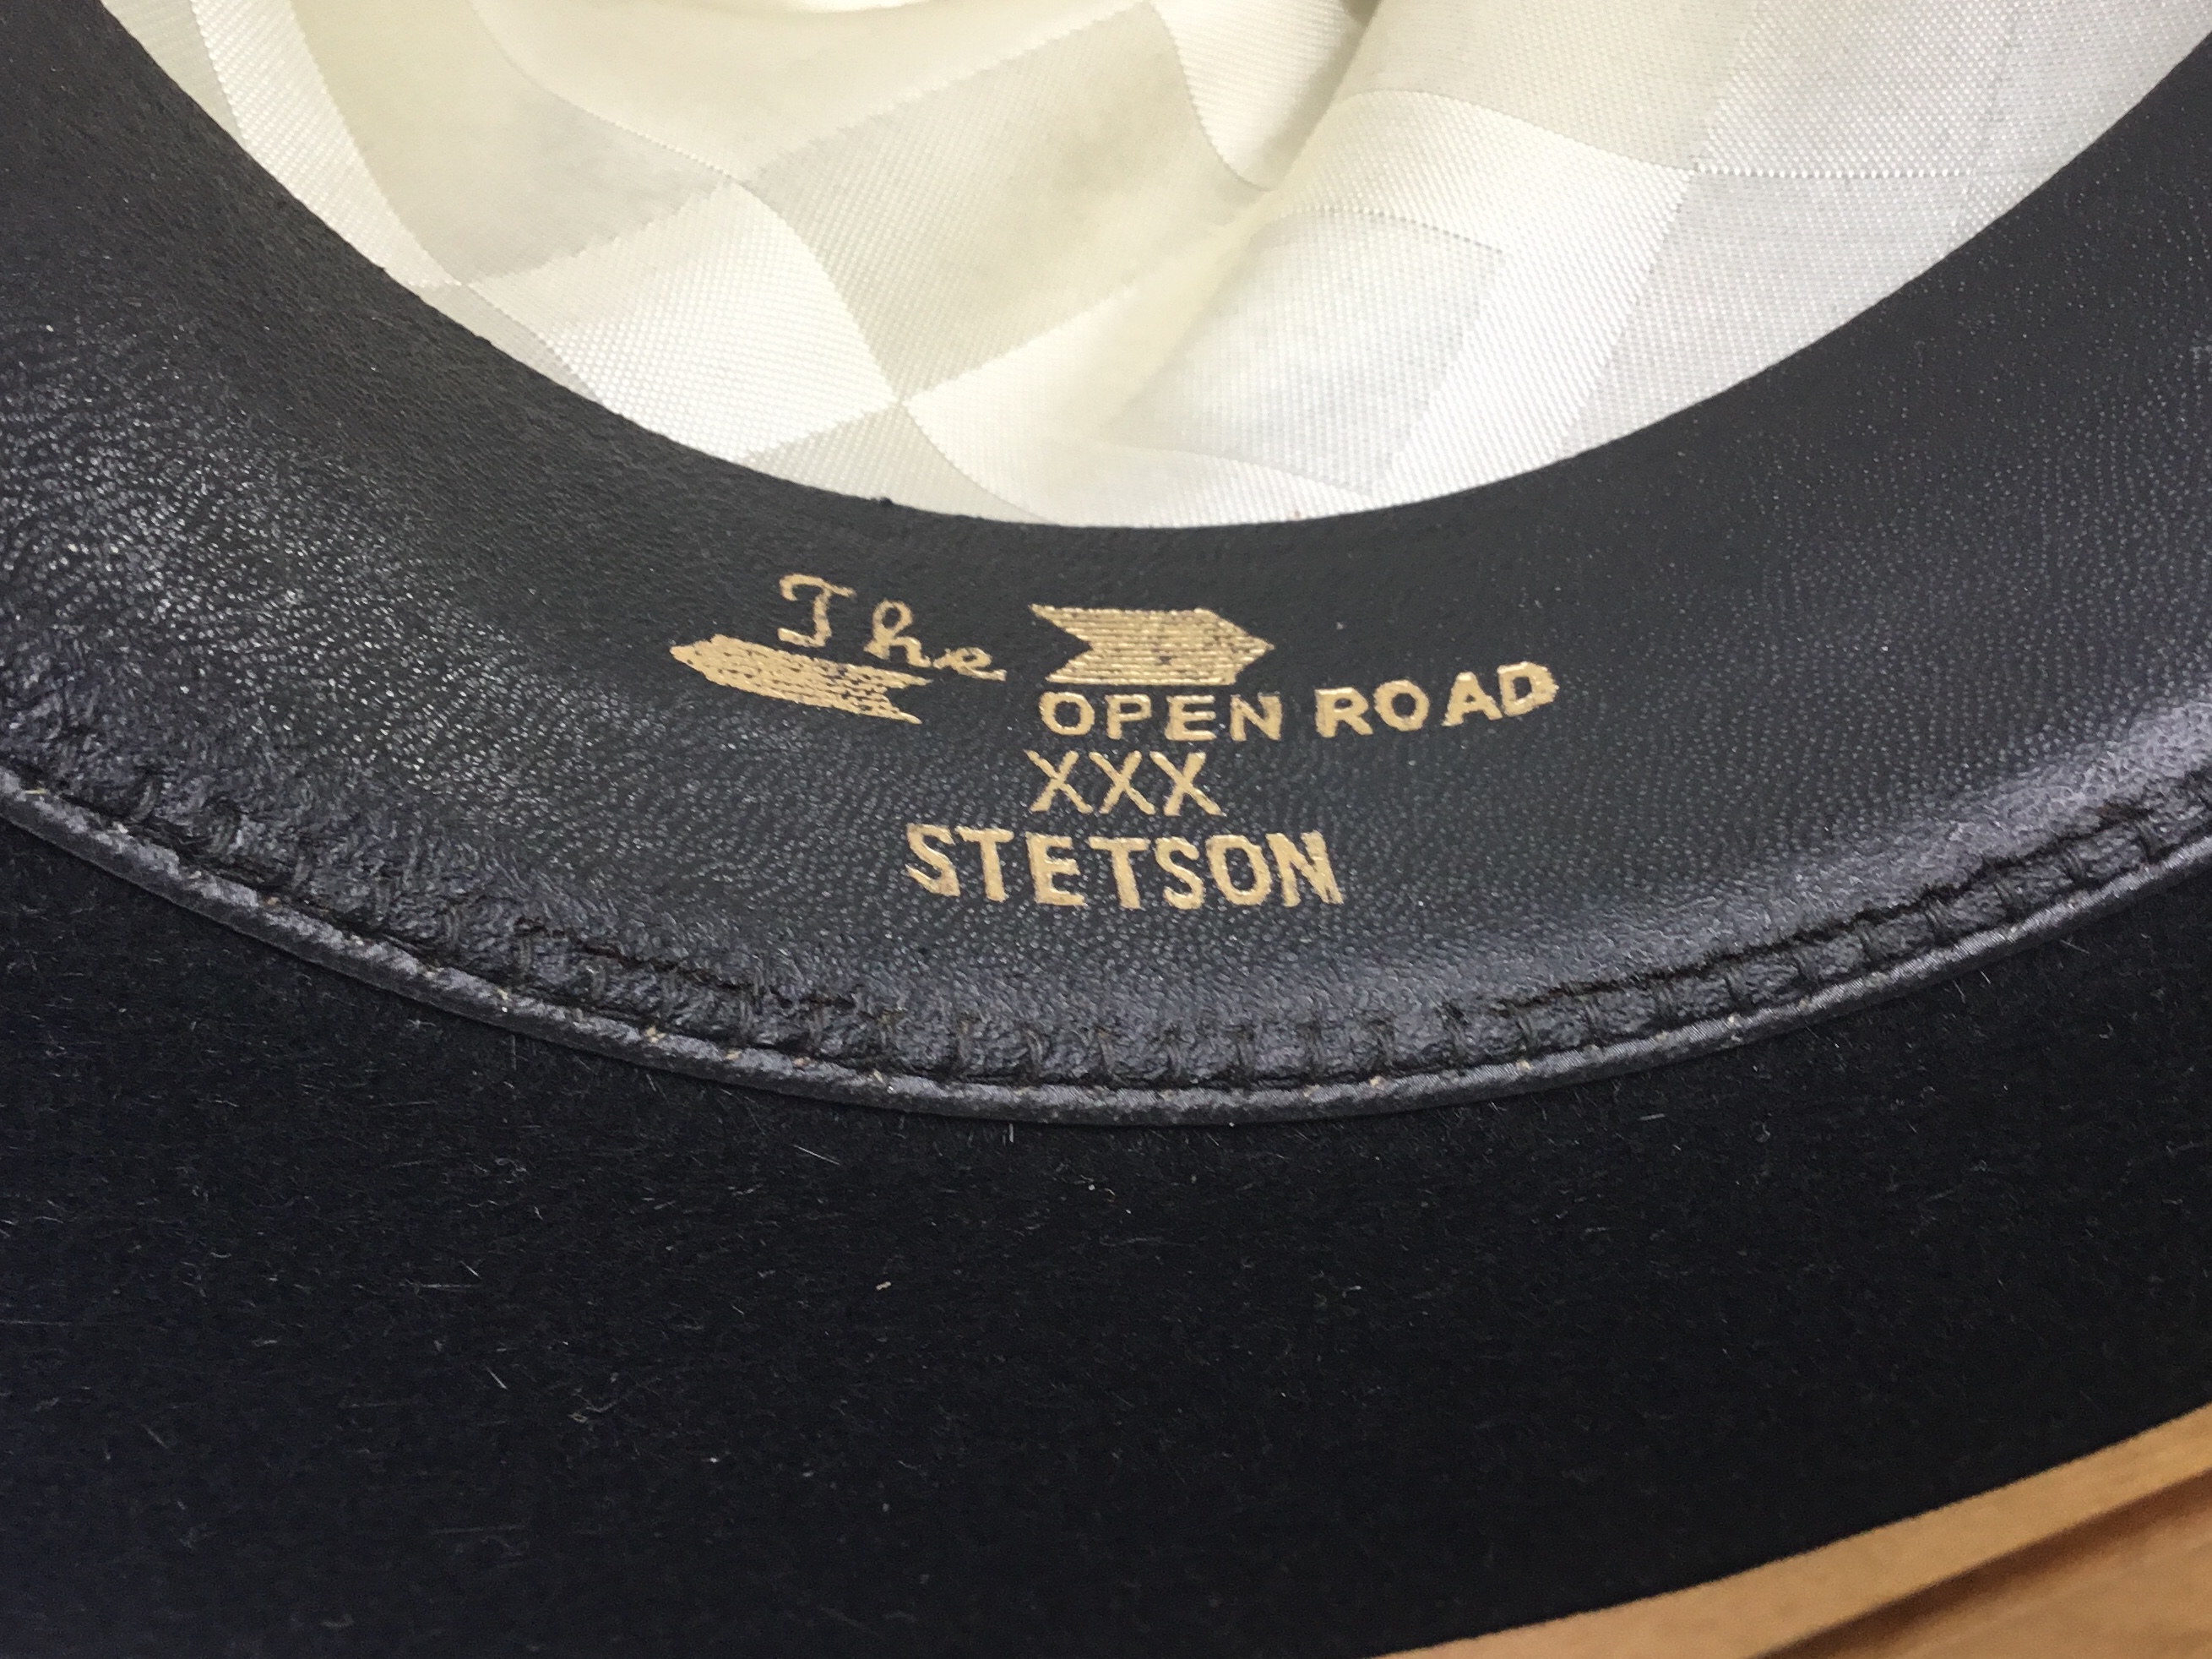 The
OPEN ROAD
XXX
STETSON